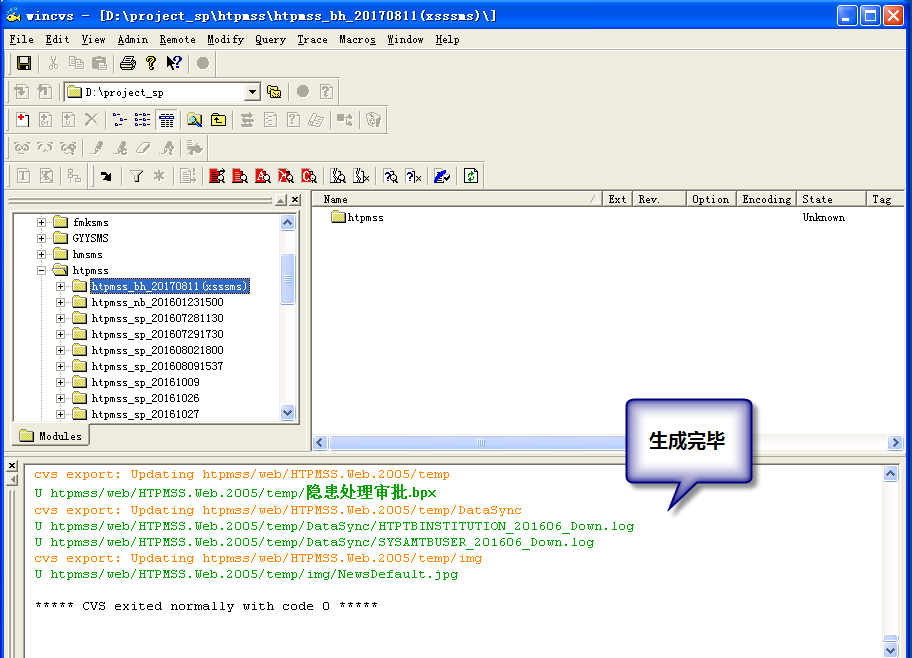 wincvs - [D:\project_sp\htpmss\htpmss_bh_20170811(xsssms)\]
File Edit View Admin Remote Modify Query Trace Macros Window Help
D:\project_sp
fmksms
GYYSMS
hmsms
htpmss
htpmss_bh_20170811(xsssms)
htpmss_nb_201601231500
htpmss_sp_201607281130
htpmss_sp_201607291730
htpmss_sp_201608021800
htpmss_sp_201608091537
htpmss_sp_20161009
htpmss_sp_20161026
htpmss_sp_20161027
Modules
Name Ext Rev. Option Encoding State Tag
htpmss Unknown
生成完毕
cvs export: Updating htpmss/web/HTPMSS.Web.2005/temp
U htpmss/web/HTPMSS.Web.2005/temp/隐患处理审批.bpx
cvs export: Updating htpmss/web/HTPMSS.Web.2005/temp/DataSync
U htpmss/web/HTPMSS.Web.2005/temp/DataSync/HTPTBINSTITUTION_201606_Down.log
U htpmss/web/HTPMSS.Web.2005/temp/DataSync/SYSAMTBUSER_201606_Down.log
cvs export: Updating htpmss/web/HTPMSS.Web.2005/temp/img
U htpmss/web/HTPMSS.Web.2005/temp/img/NewsDefault.jpg
***** CVS exited normally with code 0 *****